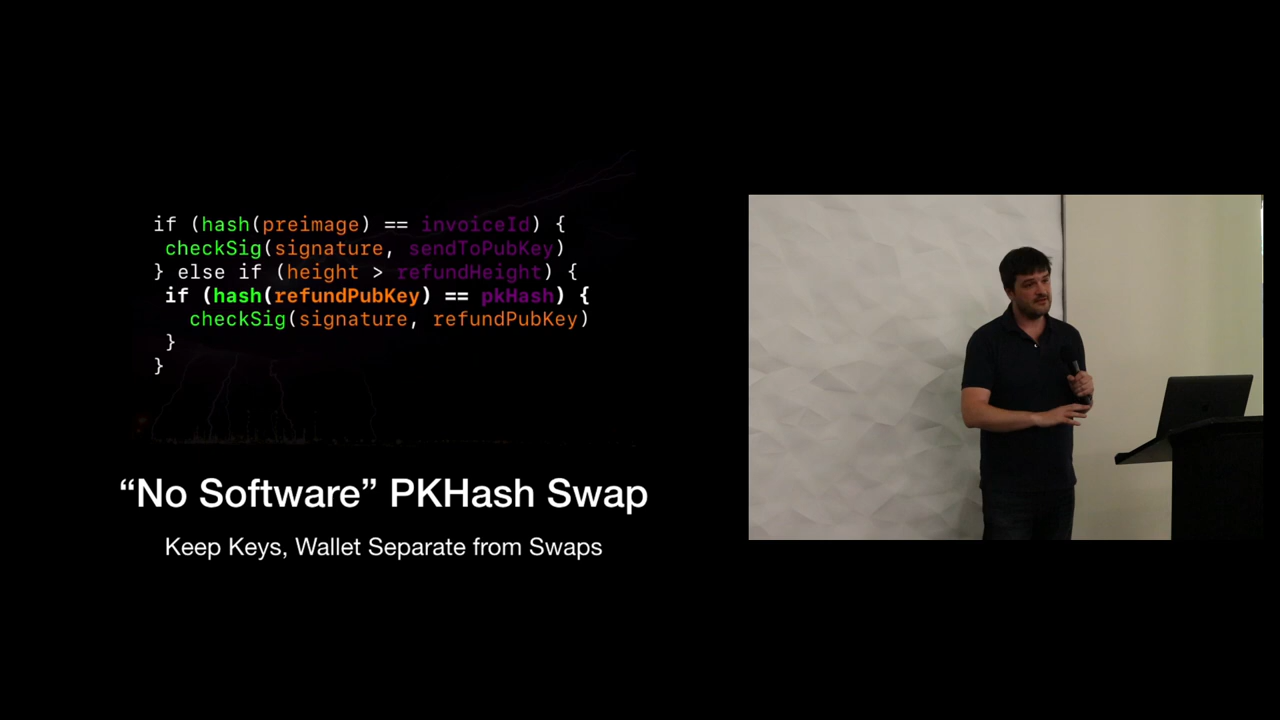 if (hash(preimage) == invoiceId) {
checkSig(signature, sendToPubKey)
} else if (height > refundHeight) {
if (hash(refundPubKey) == pkHash) {
checkSig(signature, refundPubKey)
}
}
“No Software” PKHash Swap
Keep Keys, Wallet Separate from Swaps